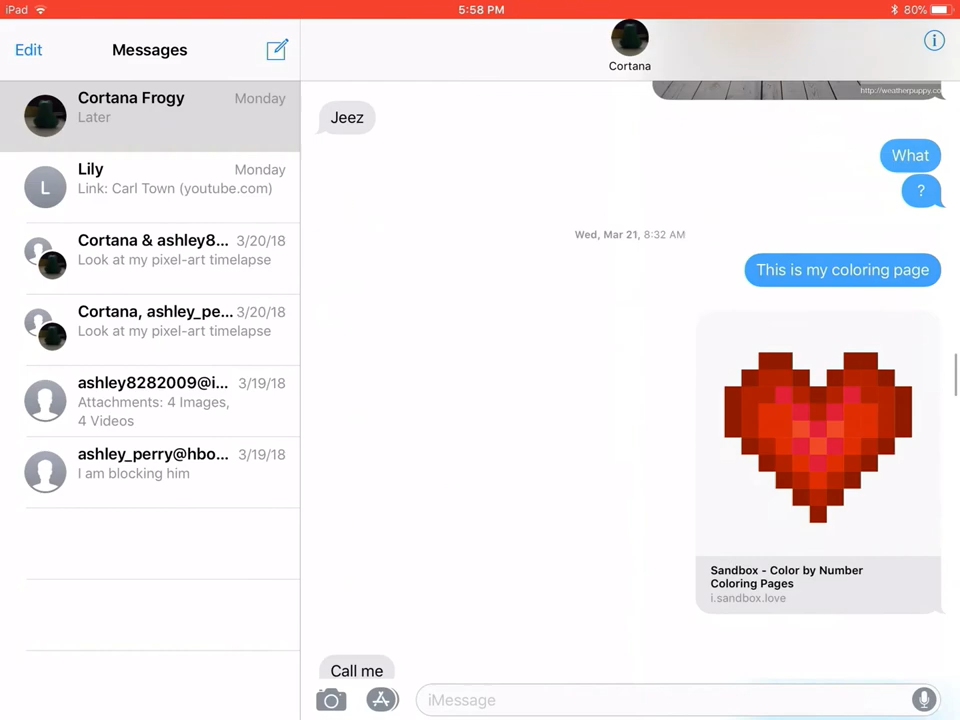 iPad
5:58 PM
80%
Edit
Messages
Cortana Frogy
Monday
Later
Lily
Monday
L
Link: Carl Town (youtube.com)
Cortana & ashley8...
3/20/18
Look at my pixel-art timelapse
Cortana, ashley_pe...
3/20/18
Look at my pixel-art timelapse
ashley8282009@i...
3/19/18
Attachments: 4 Images,
4 Videos
ashley_perry@hbo...
3/19/18
I am blocking him
Cortana
http://weatherpuppy.co
Jeez
What
?
Wed, Mar 21, 8:32 AM
This is my coloring page
Sandbox - Color by Number
Coloring Pages
i.sandbox.love
Call me
iMessage